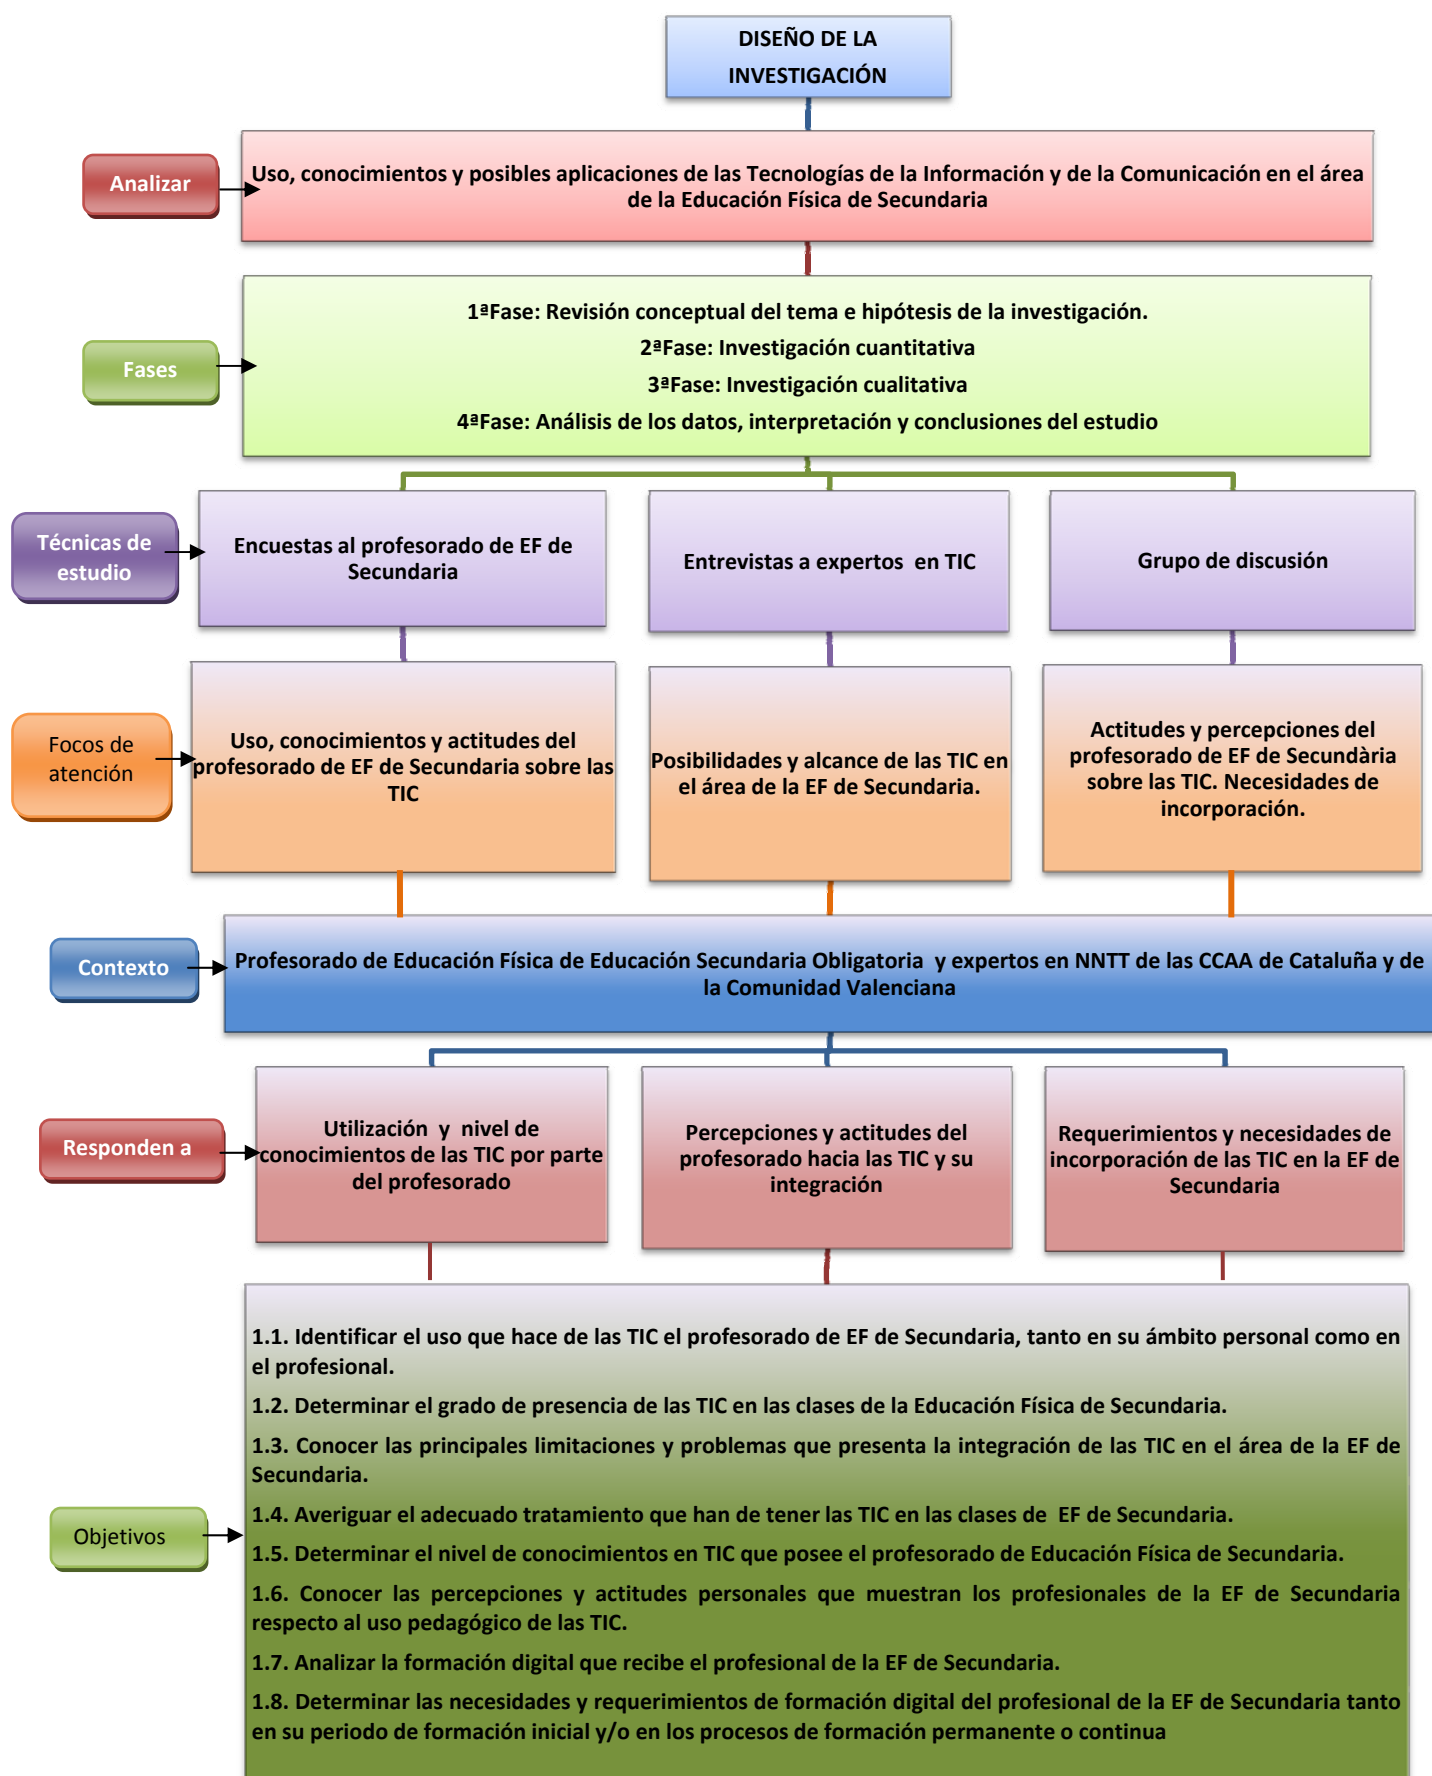 DISEÑO DE LA
INVESTIGACIÓN
Analizar
Uso, conocimientos y posibles aplicaciones de las Tecnologías de la Información y de la Comunicación en el área
de la Educación Física de Secundaria
Fases
1ªFase: Revisión conceptual del tema e hipótesis de la investigación.
2ªFase: Investigación cuantitativa
3ªFase: Investigación cualitativa
4ªFase: Análisis de los datos, interpretación y conclusiones del estudio
Técnicas de
estudio
Encuestas al profesorado de EF de
Secundaria
Entrevistas a expertos en TIC
Grupo de discusión
Focos de
atención
Uso, conocimientos y actitudes del
profesorado de EF de Secundaria sobre las
TIC
Posibilidades y alcance de las TIC en
el área de la EF de Secundaria.
Actitudes y percepciones del
profesorado de EF de Secundària
sobre las TIC. Necesidades de
incorporación.
Contexto
Profesorado de Educación Física de Educación Secundaria Obligatoria y expertos en NNTT de las CCAA de Cataluña y de
la Comunidad Valenciana
Responden a
Utilización y nivel de
conocimientos de las TIC por parte
del profesorado
Percepciones y actitudes del
profesorado hacia las TIC y su
integración
Requerimientos y necesidades de
incorporación de las TIC en la EF de
Secundaria
Objetivos
1.1. Identificar el uso que hace de las TIC el profesorado de EF de Secundaria, tanto en su ámbito personal como en
el profesional.
1.2. Determinar el grado de presencia de las TIC en las clases de la Educación Física de Secundaria.
1.3. Conocer las principales limitaciones y problemas que presenta la integración de las TIC en el área de la EF de
Secundaria.
1.4. Averiguar el adecuado tratamiento que han de tener las TIC en las clases de EF de Secundaria.
1.5. Determinar el nivel de conocimientos en TIC que posee el profesorado de Educación Física de Secundaria.
1.6. Conocer las percepciones y actitudes personales que muestran los profesionales de la EF de Secundaria
respecto al uso pedagógico de las TIC.
1.7. Analizar la formación digital que recibe el profesional de la EF de Secundaria.
1.8. Determinar las necesidades y requerimientos de formación digital del profesional de la EF de Secundaria tanto
en su periodo de formación inicial y/o en los procesos de formación permanente o continua